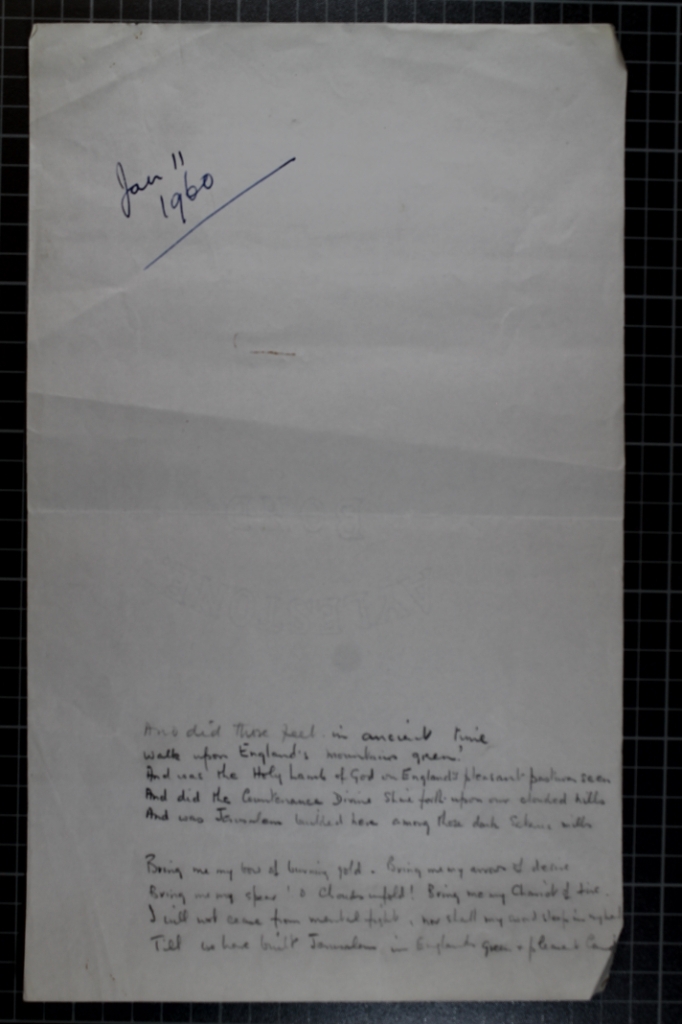 Jan 11
1960
And did those feet in ancient time
walk upon England's mountains green!
And was the Holy Lamb of God on England's pleasant pastures seen
And did the Countenance Divine Shine forth upon our clouded hills
And was Jerusalem builded here among those dark Satanic mills
Bring me my bow of burning gold. Bring me my arrows of desire
Bring me my spear! O Clouds unfold! Bring me my Chariot of fire.
I will not cease from mental fight, nor shall my sword sleep in my hand
Till we have built Jerusalem in England's green + pleasant Land